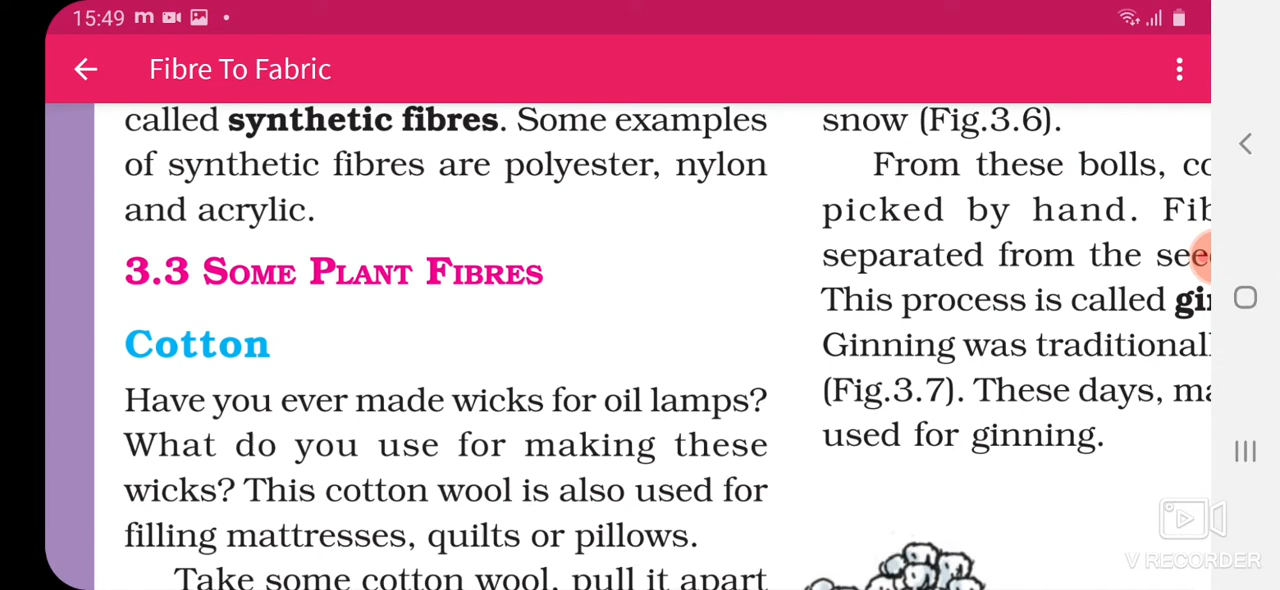 15:49 m
Fibre To Fabric
called synthetic fibres. Some examples
of synthetic fibres are polyester, nylon
and acrylic.
3.3 SOME PLANT FIBRES
Cotton
Have you ever made wicks for oil lamps?
What do you use for making these
wicks? This cotton wool is also used for
filling mattresses, quilts or pillows.
Take some cotton wool, pull it apart
snow (Fig.3.6).
From these bolls,
picked by hand.
separated from the
This process is called
Ginning was
(Fig.3.7). These days,
used for ginning.
V RECORDER